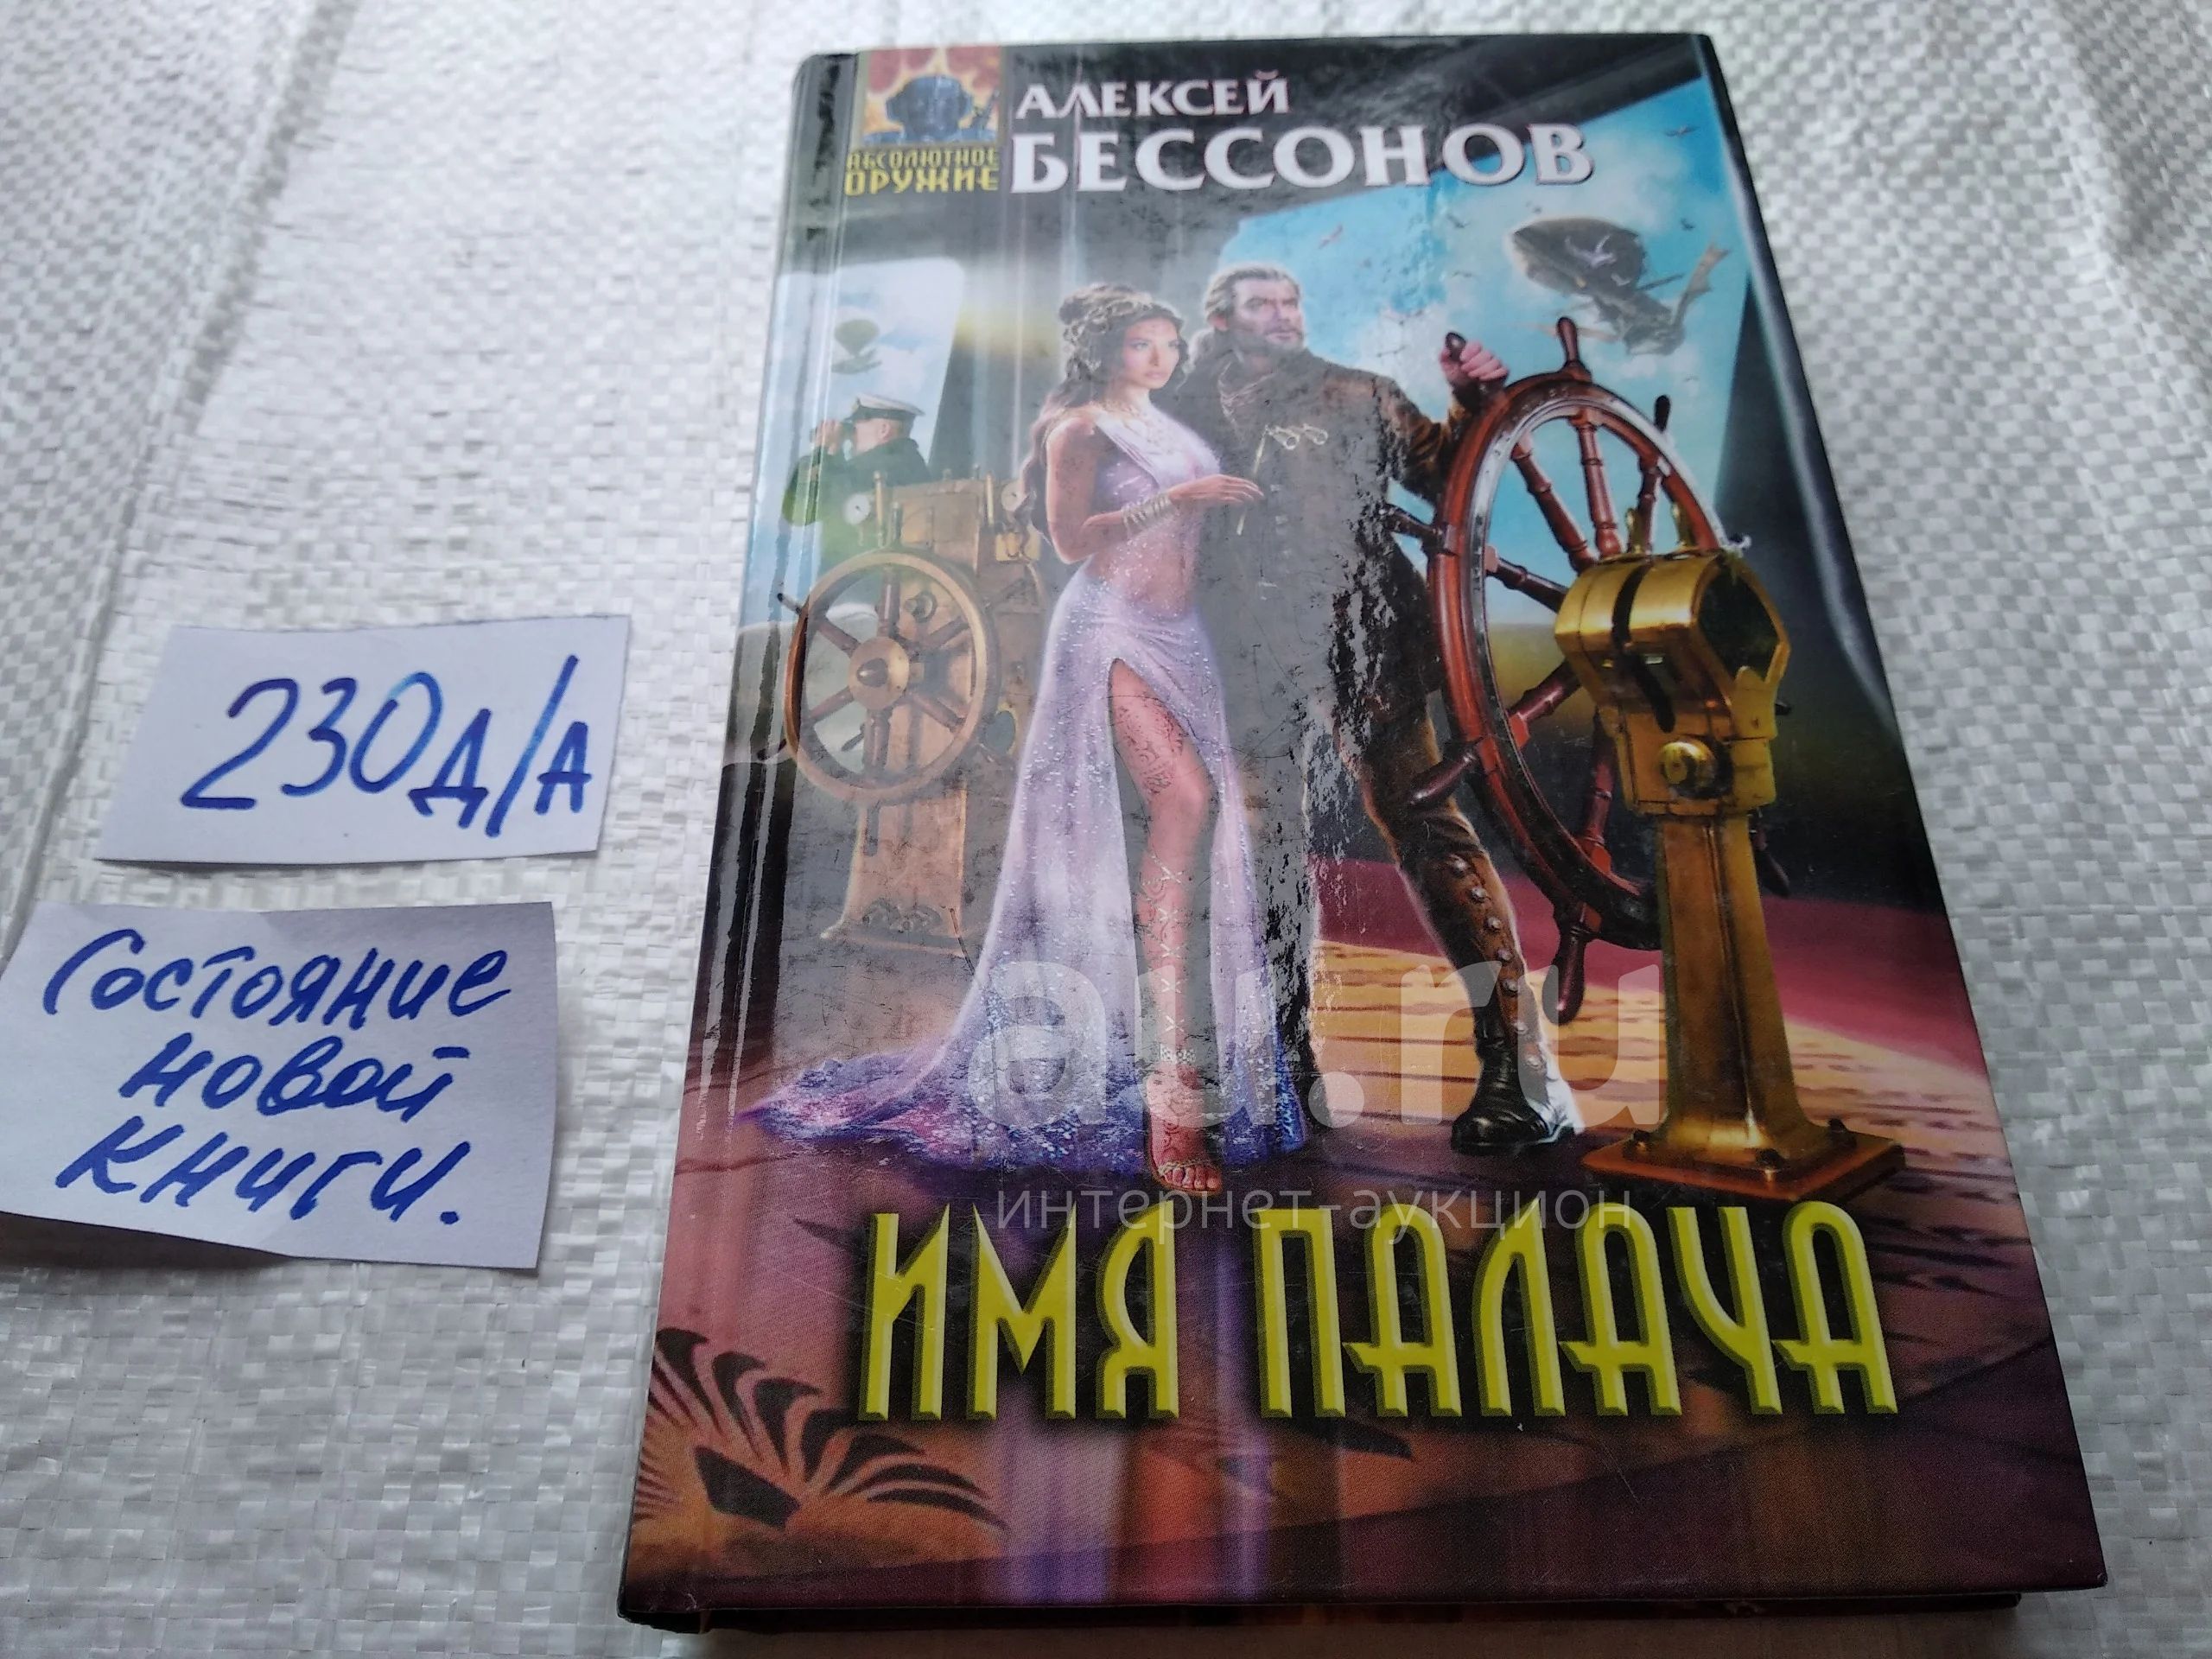 АЛЕКСЕЙ
БЕССОНОВ
АБСОЛЮТНОЕ
ОРУЖИЕ
230д/А
Состояние
новой
книги.
au.ru
интернет-аукцион
ИМЯ ПАЛАЧА